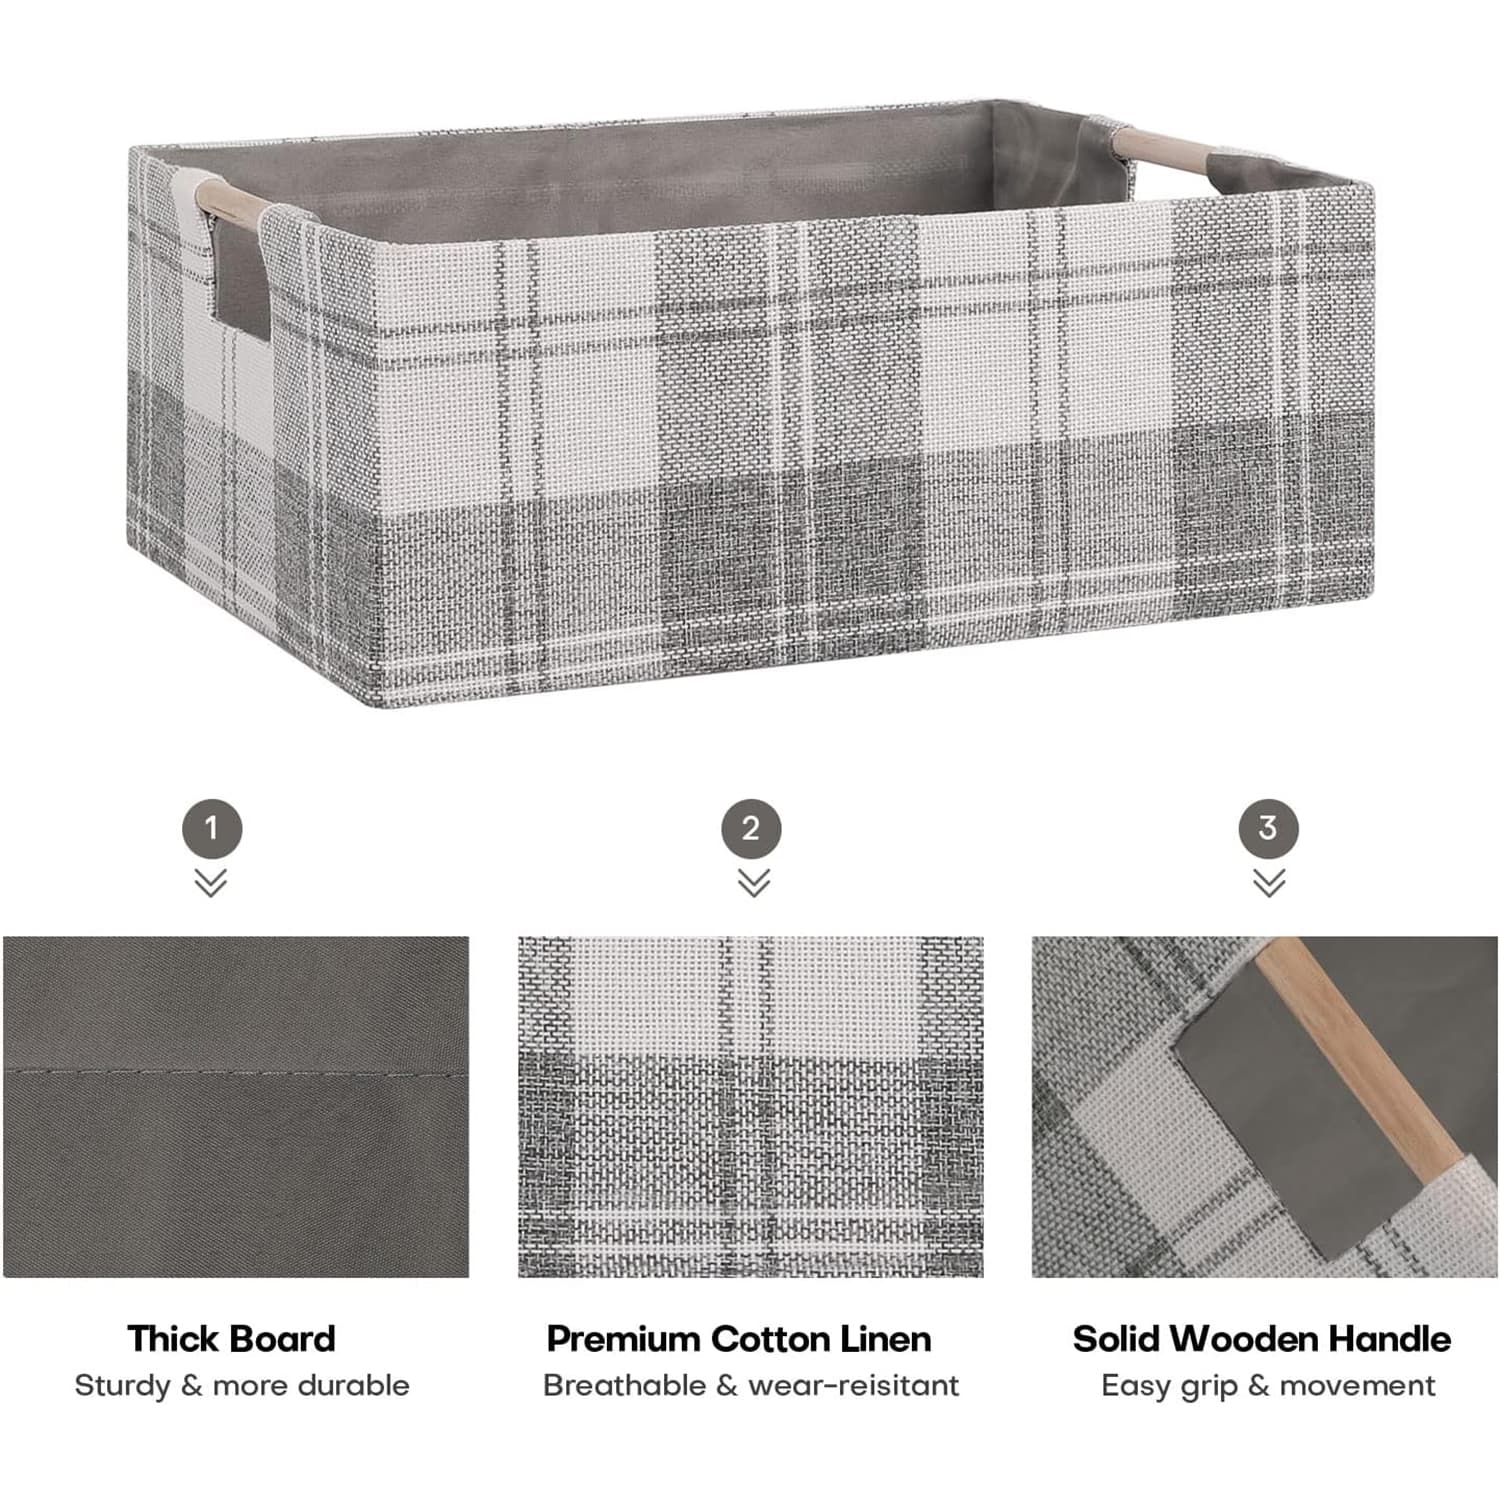 1
2
3
Thick Board
Sturdy & more durable
Premium Cotton Linen
Breathable & wear-reisitant
Solid Wooden Handle
Easy grip & movement